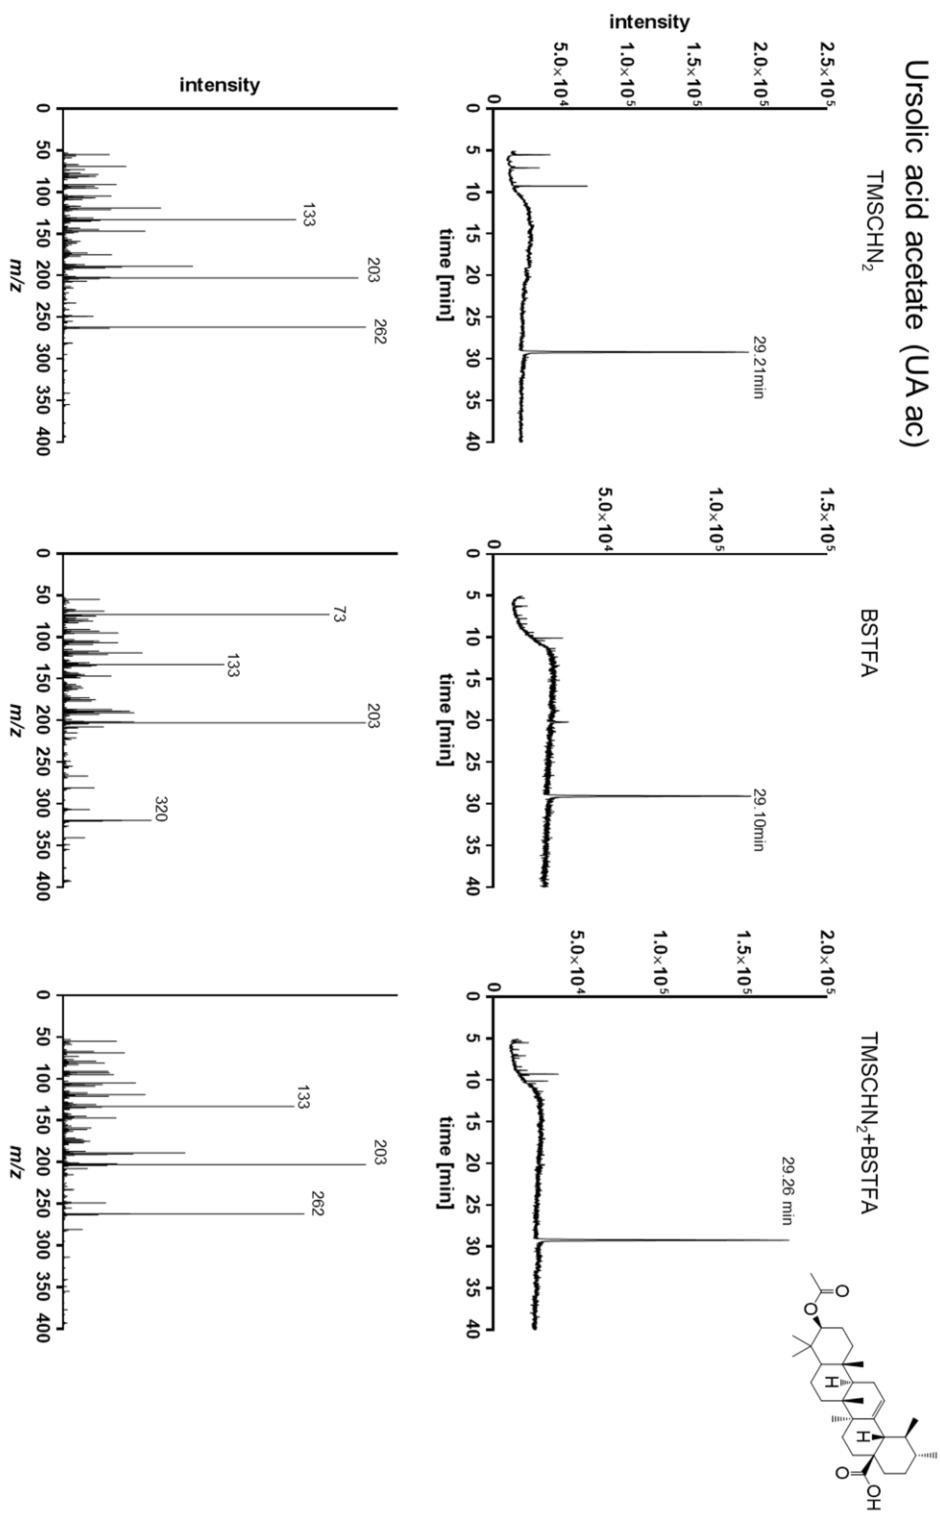 Ursolic acid acetate (UA ac)
TMSCHN₂
BSTFA
TMSCHN₂+BSTFA
intensity
2.5×10⁵
2.0×10⁵
1.5×10⁵
1.0×10⁵
5.0×10⁴
0
29.21min
0 5 10 15 20 25 30 35 40
time [min]
1.5×10⁵
1.0×10⁵
5.0×10⁴
0
29.10min
0 5 10 15 20 25 30 35 40
time [min]
2.0×10⁵
1.5×10⁵
1.0×10⁵
5.0×10⁴
0
29.26 min
0 5 10 15 20 25 30 35 40
time [min]
O
O
H
H
O
OH
intensity
133
203
262
0 50 100 150 200 250 300 350 400
m/z
73
133
203
320
0 50 100 150 200 250 300 350 400
m/z
133
203
262
0 50 100 150 200 250 300 350 400
m/z